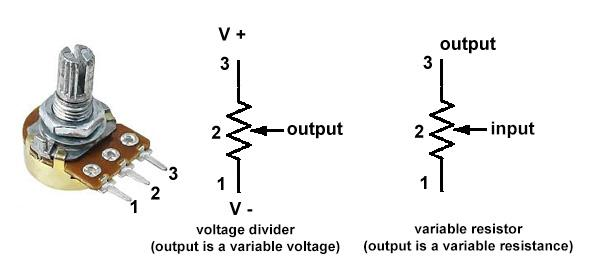 1
2
3
V +
3
2
output
1
V -
voltage divider
(output is a variable voltage)
output
3
2
input
1
variable resistor
(output is a variable resistance)